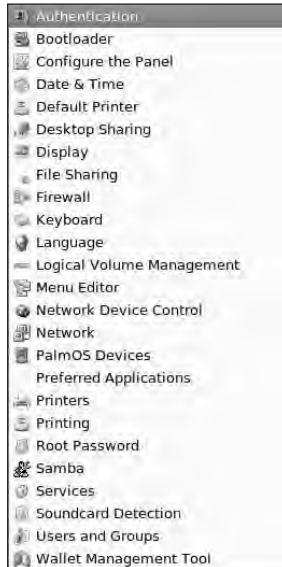 Authentication
Bootloader
Configure the Panel
Date & Time
Default Printer
Desktop Sharing
Display
File Sharing
Firewall
Keyboard
Language
Logical Volume Management
Menu Editor
Network Device Control
Network
PalmOS Devices
Preferred Applications
Printers
Printing
Root Password
Samba
Services
Soundcard Detection
Users and Groups
Wallet Management Tool